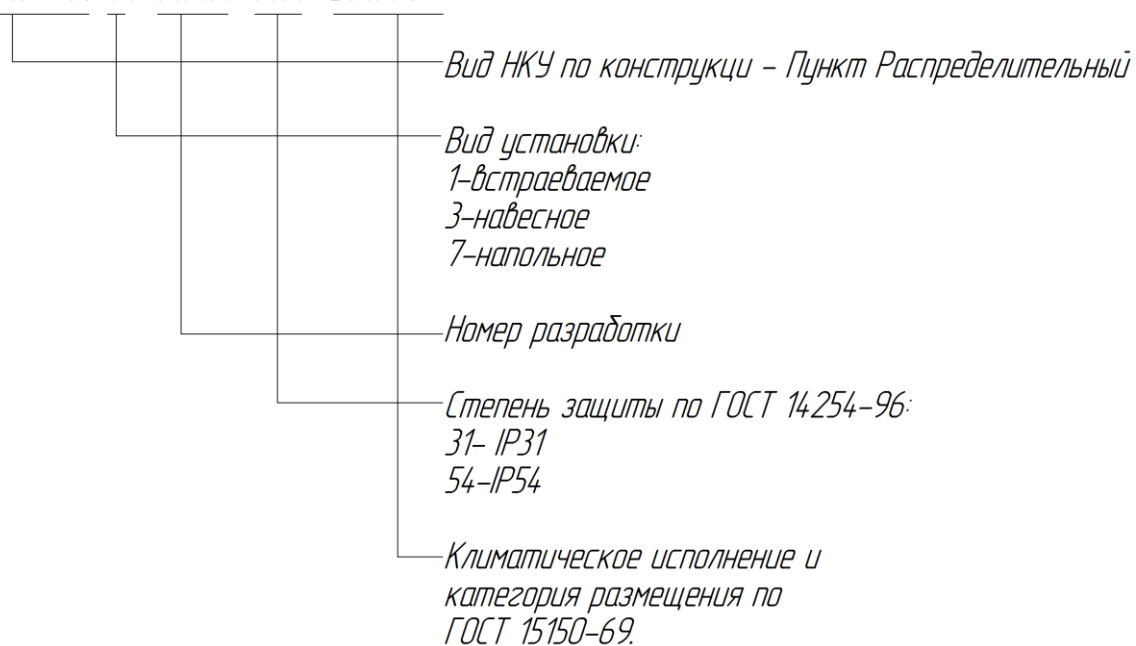 Вид НКУ по конструкци – Пункт Распределительный
Вид установки:
1–встраеваемое
3–навесное
7–напольное
Номер разработки
Степень защиты по ГОСТ 14254–96:
31– IP31
54–IP54
Климатическое исполнение и
категория размещения по
ГОСТ 15150–69.